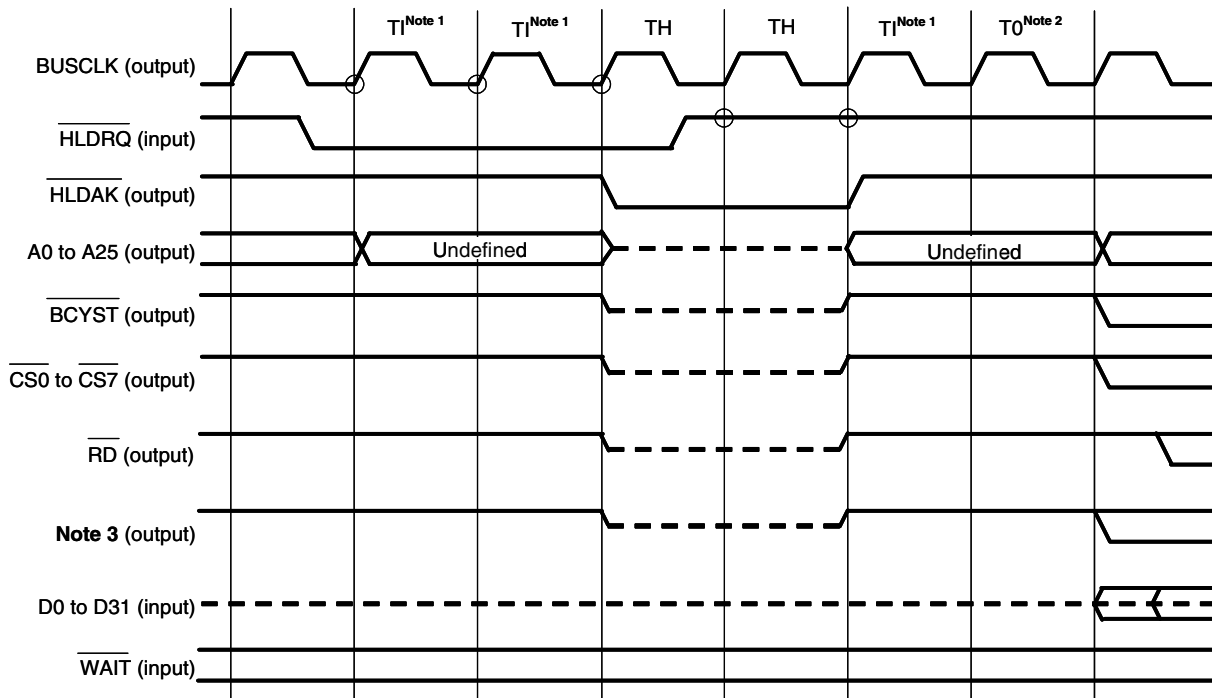 TI Note 1 TI Note 1 TH TH TI Note 1 T0 Note 2
BUSCLK (output)
HLDRQ (input)
HLDAK (output)
A0 to A25 (output) Undefined Undefined
BCYST (output)
CS0 to CS7 (output)
RD (output)
Note 3 (output)
D0 to D31 (input)
WAIT (input)